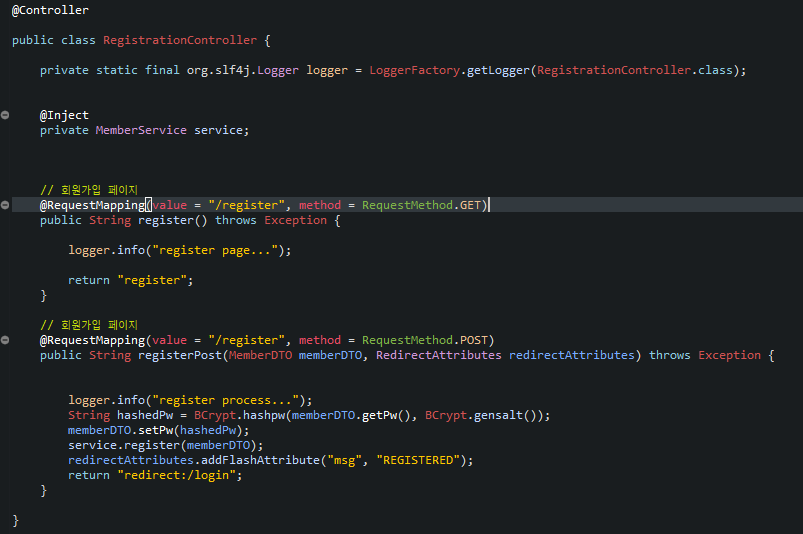 @Controller
public class RegistrationController {
private static final org.slf4j.Logger logger = LoggerFactory.getLogger(RegistrationController.class);
@Inject
private MemberService service;
// 회원가입 페이지
@RequestMapping(value = "/register", method = RequestMethod.GET)
public String register() throws Exception {
logger.info("register page...");
return "register";
}
// 회원가입 페이지
@RequestMapping(value = "/register", method = RequestMethod.POST)
public String registerPost(MemberDTO memberDTO, RedirectAttributes redirectAttributes) throws Exception {
logger.info("register process...");
String hashedPw = BCrypt.hashpw(memberDTO.getPw(), BCrypt.gensalt());
memberDTO.setPw(hashedPw);
service.register(memberDTO);
redirectAttributes.addFlashAttribute("msg", "REGISTERED");
return "redirect:/login";
}
}